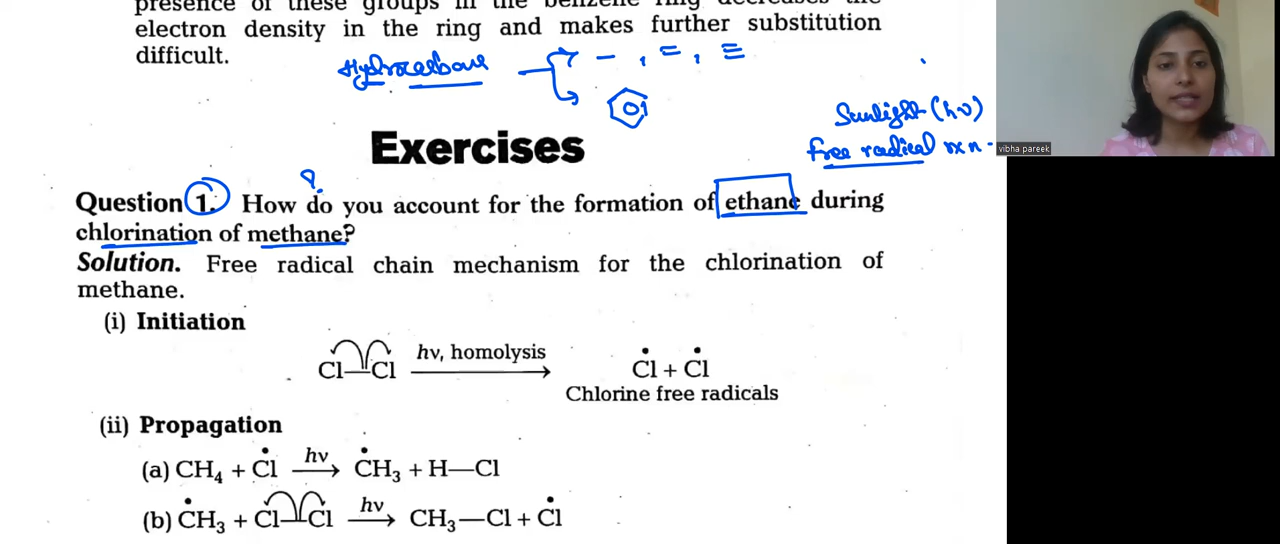 presence of these groups in the benzene ring decreases the
electron density in the ring and makes further substitution
difficult.
Hydrocarbons → – , = , ≡
Sunlight (hν)
free radical rxn
vibha pareek
Exercises
?
Question 1. How do you account for the formation of ethane during
chlorination of methane?
Solution. Free radical chain mechanism for the chlorination of
methane.
(i) Initiation
Cl—Cl hν, homolysis → Ċl + Ċl
Chlorine free radicals
(ii) Propagation
(a) CH₄ + Ċl hν → ĊH₃ + H—Cl
(b) ĊH₃ + Cl—Cl hν → CH₃—Cl + Ċl